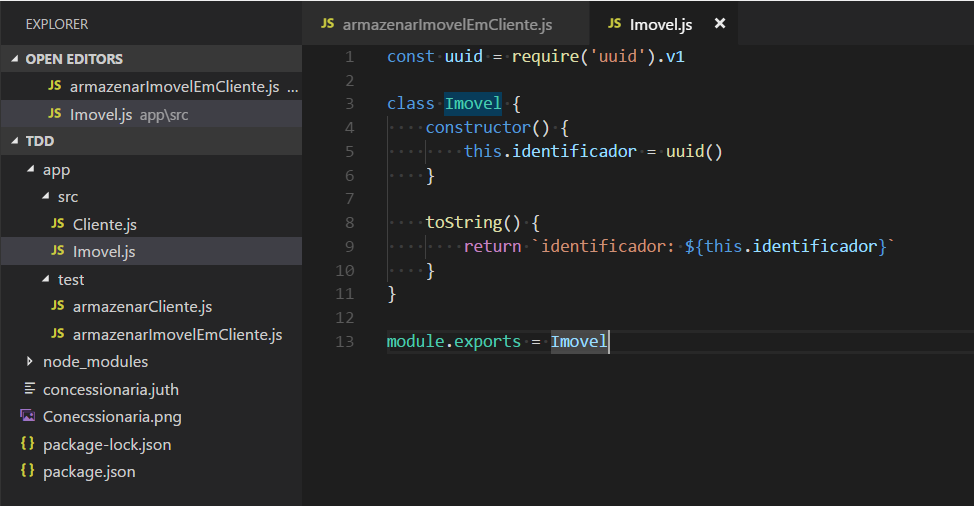 EXPLORER
OPEN EDITORS
JS armazenarImovelEmCliente.js ...
JS Imovel.js app\src
TDD
app
src
JS Cliente.js
JS Imovel.js
test
JS armazenarCliente.js
JS armazenarImovelEmCliente.js
node_modules
concessionaria.juth
Conecssionaria.png
{} package-lock.json
{} package.json
JS armazenarImovelEmCliente.js
JS Imovel.js ×
1 const uuid = require('uuid').v1
2
3 class Imovel {
4     constructor() {
5         this.identificador = uuid()
6     }
7
8     toString() {
9         return `identificador: ${this.identificador}`
10     }
11 }
12
13 module.exports = Imovel